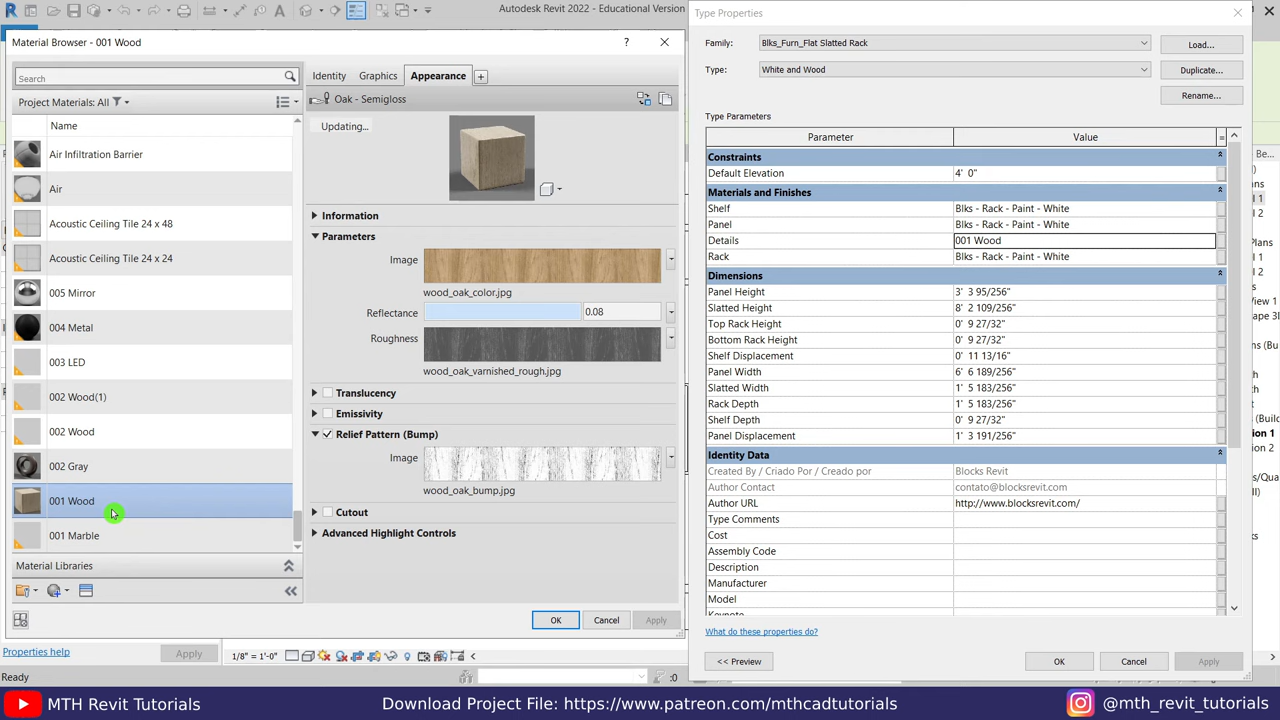 Autodesk Revit 2022 - Educational Version
Material Browser - 001 Wood
?
Search
Project Materials: All
Name
Air Infiltration Barrier
Air
Acoustic Ceiling Tile 24 x 48
Acoustic Ceiling Tile 24 x 24
005 Mirror
004 Metal
003 LED
002 Wood(1)
002 Wood
002 Gray
001 Wood
001 Marble
Material Libraries
Identity Graphics Appearance
Oak - Semigloss
Updating...
Information
Parameters
Image
wood_oak_color.jpg
Reflectance 0.08
Roughness
wood_oak_varnished_rough.jpg
Translucency
Emissivity
Relief Pattern (Bump)
Image
wood_oak_bump.jpg
Cutout
Advanced Highlight Controls
OK Cancel Apply
Properties help Apply
1/8" = 1'-0"
Ready
:0
Type Properties
Family: Blks_Furn_Flat Slatted Rack Load...
Type: White and Wood Duplicate...
Rename...
Type Parameters
Parameter Value =
Constraints
Default Elevation 4' 0"
Materials and Finishes
Shelf Blks - Rack - Paint - White
Panel Blks - Rack - Paint - White
Details 001 Wood
Rack Blks - Rack - Paint - White
Dimensions
Panel Height 3' 3 95/256"
Slatted Height 8' 2 109/256"
Top Rack Height 0' 9 27/32"
Bottom Rack Height 0' 9 27/32"
Shelf Displacement 0' 11 13/16"
Panel Width 6' 6 189/256"
Slatted Width 1' 5 183/256"
Rack Depth 1' 5 183/256"
Shelf Depth 0' 9 27/32"
Panel Displacement 1' 3 191/256"
Identity Data
Created By / Criado Por / Creado por Blocks Revit
Author Contact contato@blocksrevit.com
Author URL http://www.blocksrevit.com/
Type Comments
Cost
Assembly Code
Description
Manufacturer
Model
Keynote
What do these properties do?
<< Preview OK Cancel Apply
MTH Revit Tutorials Download Project File: https://www.patreon.com/mthcadtutorials @mth_revit_tutorials